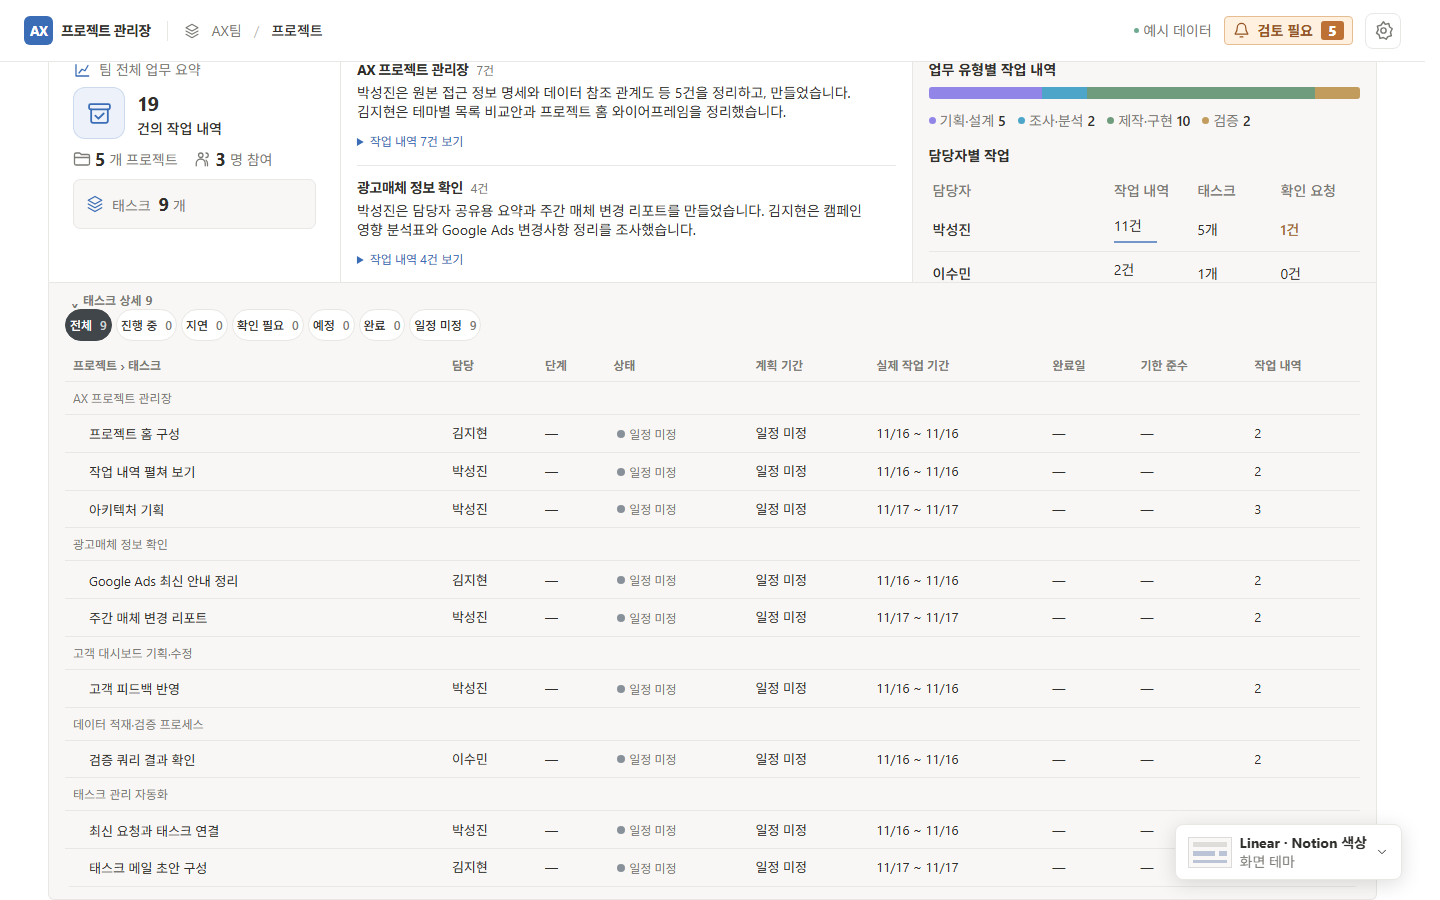 AX 프로젝트 관리장 AX팀 / 프로젝트 예시 데이터 검토 필요 5
팀 전체 업무 요약
19
건의 작업 내역
5 개 프로젝트 3 명 참여
태스크 9 개
AX 프로젝트 관리장 7건
박성진은 원본 접근 정보 명세와 데이터 참조 관계도 등 5건을 정리하고, 만들었습니다.
김지현은 테마별 목록 비교안과 프로젝트 홈 와이어프레임을 정리했습니다.
▶ 작업 내역 7건 보기
광고매체 정보 확인 4건
박성진은 담당자 공유용 요약과 주간 매체 변경 리포트를 만들었습니다. 김지현은 캠페인
영향 분석표와 Google Ads 변경사항 정리를 조사했습니다.
▶ 작업 내역 4건 보기
업무 유형별 작업 내역
기획·설계 5 조사·분석 2 제작·구현 10 검증 2
담당자별 작업
담당자 작업 내역 태스크 확인 요청
박성진 11건 5개 1건
이수민 2건 1개 0건
태스크 상세 9
전체 9 진행 중 0 지연 0 확인 필요 0 예정 0 완료 0 일정 미정 9
프로젝트 › 태스크 담당 단계 상태 계획 기간 실제 작업 기간 완료일 기한 준수 작업 내역
AX 프로젝트 관리장
프로젝트 홈 구성 김지현 — 일정 미정 일정 미정 11/16 ~ 11/16 — — 2
작업 내역 펼쳐 보기 박성진 — 일정 미정 일정 미정 11/16 ~ 11/16 — — 2
아키텍처 기획 박성진 — 일정 미정 일정 미정 11/17 ~ 11/17 — — 3
광고매체 정보 확인
Google Ads 최신 안내 정리 김지현 — 일정 미정 일정 미정 11/16 ~ 11/16 — — 2
주간 매체 변경 리포트 박성진 — 일정 미정 일정 미정 11/17 ~ 11/17 — — 2
고객 대시보드 기획·수정
고객 피드백 반영 박성진 — 일정 미정 일정 미정 11/16 ~ 11/16 — — 2
데이터 적재·검증 프로세스
검증 쿼리 결과 확인 이수민 — 일정 미정 일정 미정 11/16 ~ 11/16 — — 2
태스크 관리 자동화
최신 요청과 태스크 연결 박성진 — 일정 미정 일정 미정 11/16 ~ 11/16 — —
태스크 메일 초안 구성 김지현 — 일정 미정 일정 미정 11/17 ~ 11/17 — —
Linear · Notion 색상
화면 테마